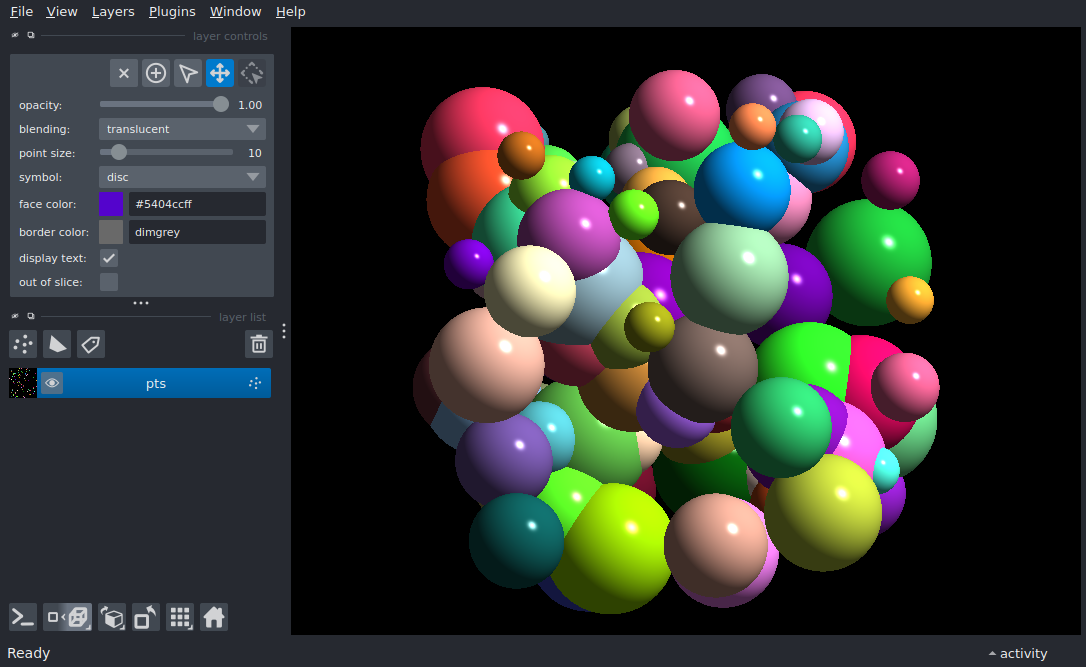 File View Layers Plugins Window Help
layer controls
opacity: 1.00
blending: translucent
point size: 10
symbol: disc
face color: #5404ccff
border color: dimgrey
display text:
out of slice:
layer list
pts
Ready
activity